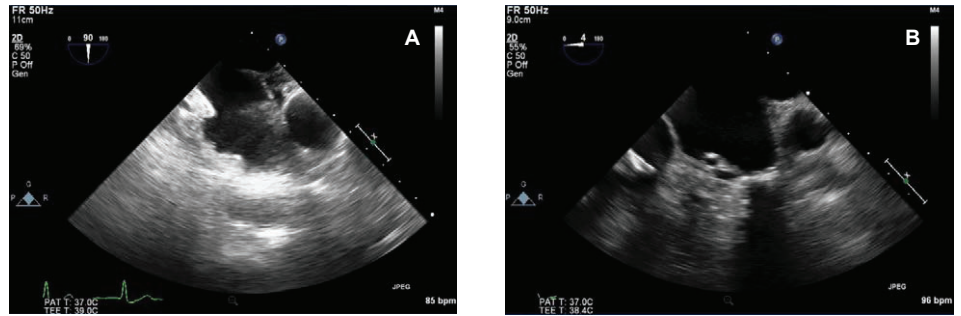 FR 50Hz
11cm
M4
2D
69%
C 50
P Off
Gen
0 90 180
A
P G R
PAT T: 37.0C
TEE T: 39.0C
JPEG
85 bpm
FR 50Hz
9.0cm
M4
2D
55%
C 50
P Off
Gen
0 4 180
B
P G R
PAT T: 37.0C
TEE T: 38.4C
JPEG
96 bpm